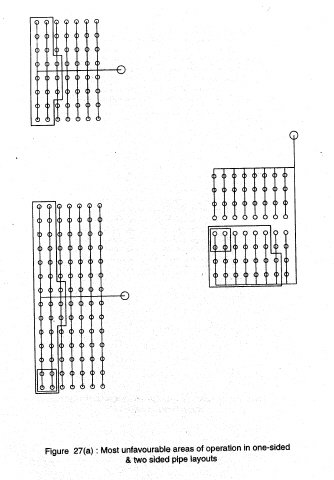 Figure 27(a) : Most unfavourable areas of operation in one-sided
& two sided pipe layouts